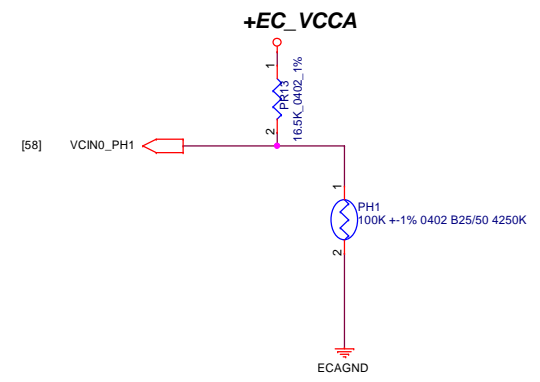 +EC_VCCA
1
PR13
16.5K_0402_1%
2
[58] VCIN0_PH1
1
PH1
100K +-1% 0402 B25/50 4250K
2
ECAGND